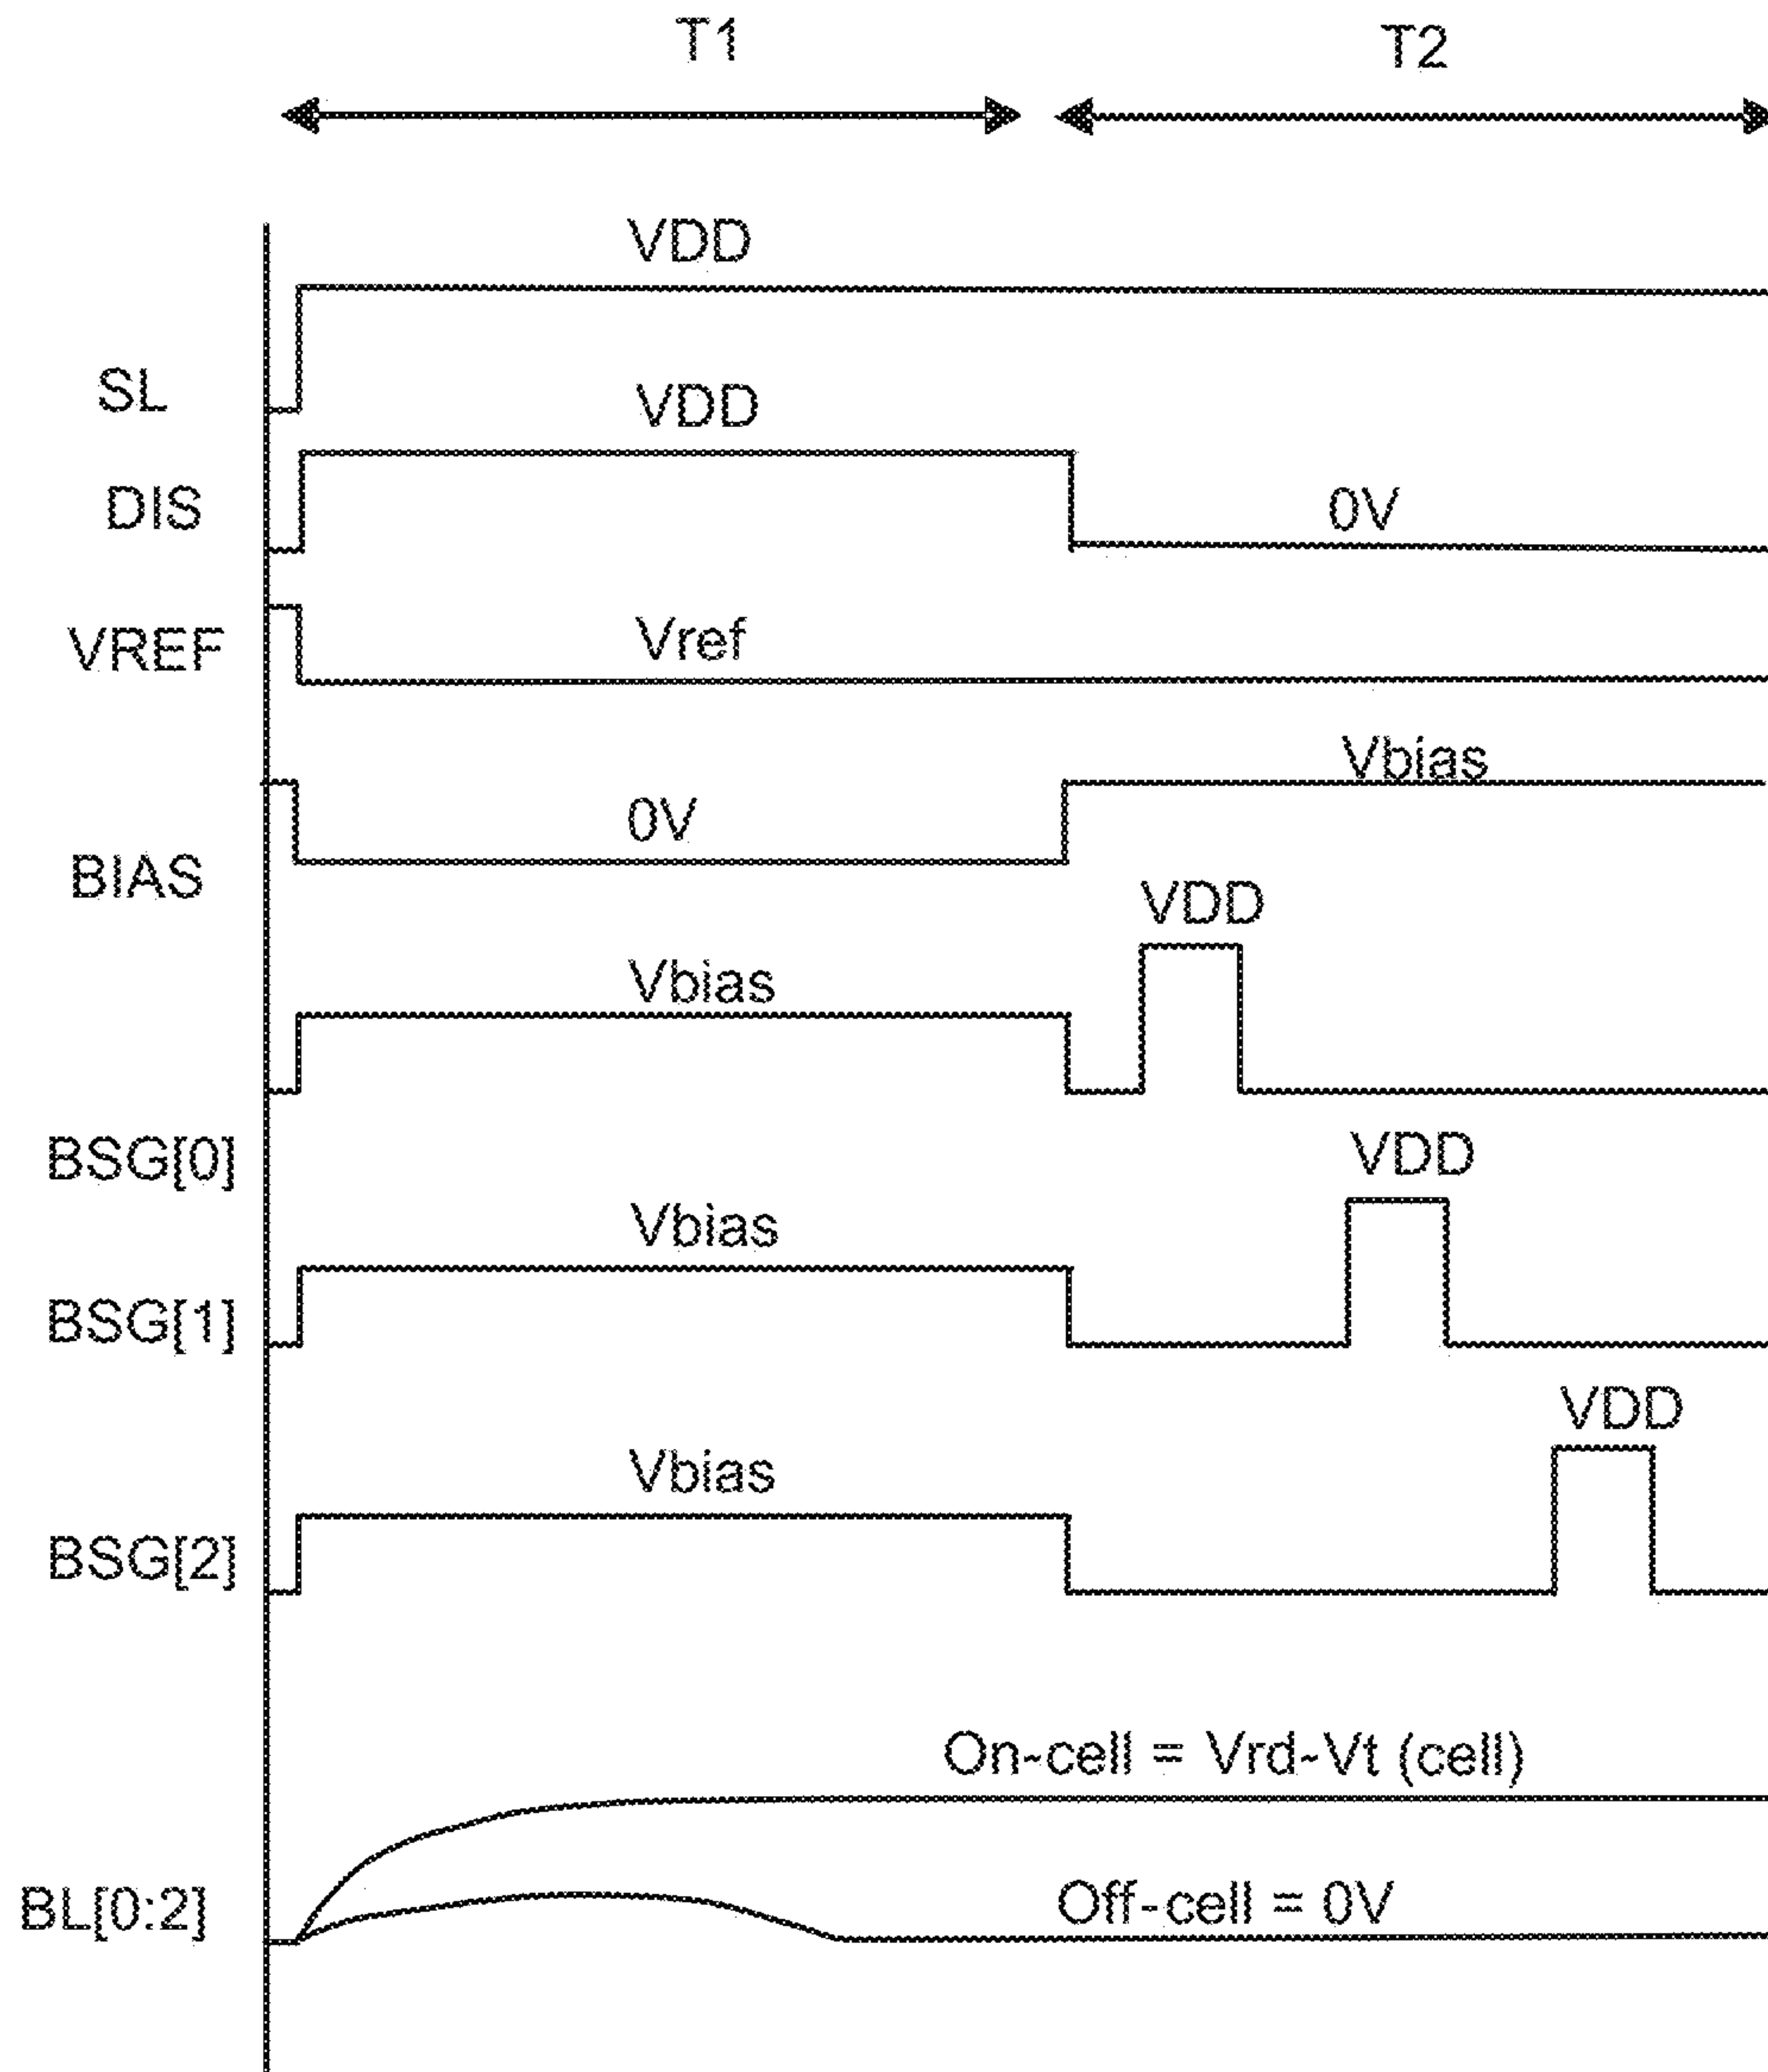 T1 T2
VDD
SL
VDD
DIS
0V
VREF
Vref
Vbias
0V
BIAS
VDD
Vbias
BSG[0]
VDD
Vbias
BSG[1]
VDD
Vbias
BSG[2]
On-cell = Vrd-Vt (cell)
BL[0:2]
Off-cell = 0V